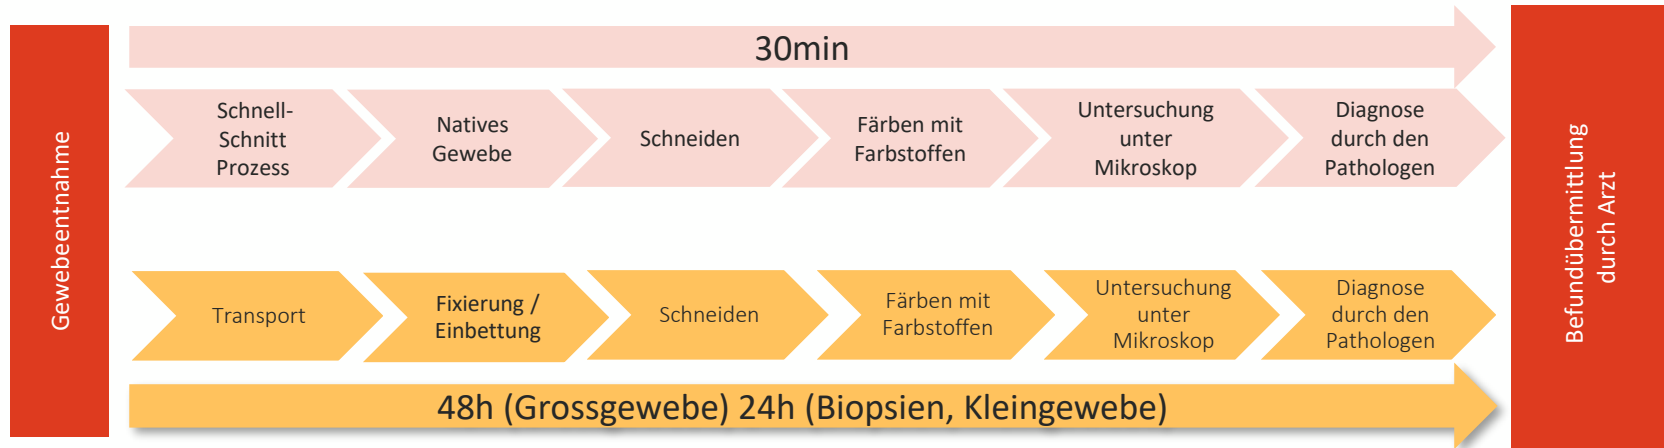 Gewebeentnahme
30min
Schnell-
Schnitt
Prozess
Natives
Gewebe
Schneiden
Färben mit
Farbstoffen
Untersuchung
unter
Mikroskop
Diagnose
durch den
Pathologen
Transport
Fixierung /
Einbettung
Schneiden
Färben mit
Farbstoffen
Untersuchung
unter
Mikroskop
Diagnose
durch den
Pathologen
48h (Grossgewebe) 24h (Biopsien, Kleingewebe)
Befundübermittlung
durch Arzt